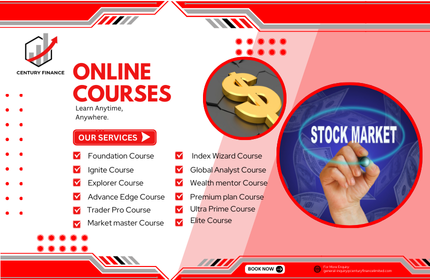 CENTURY FINANCE
ONLINE
COURSES
Learn Anytime,
Anywhere.
OUR SERVICES
Foundation Course
Ignite Course
Explorer Course
Advance Edge Course
Trader Pro Course
Market master Course
Index Wizard Course
Global Analyst Course
Wealth mentor Course
Premium plan Course
Ultra Prime Course
Elite Course
STOCK MARKET
BOOK NOW
For More Enquiry